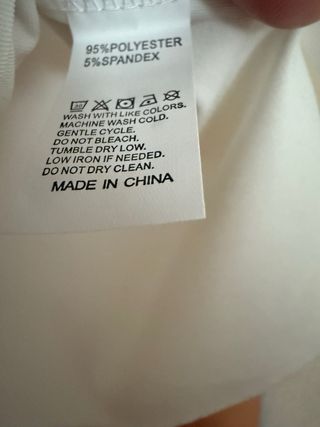 95%POLYESTER
5%SPANDEX
WASH WITH LIKE COLORS.
MACHINE WASH COLD.
GENTLE CYCLE.
DO NOT BLEACH.
TUMBLE DRY LOW.
LOW IRON IF NEEDED.
DO NOT DRY CLEAN.
MADE IN CHINA